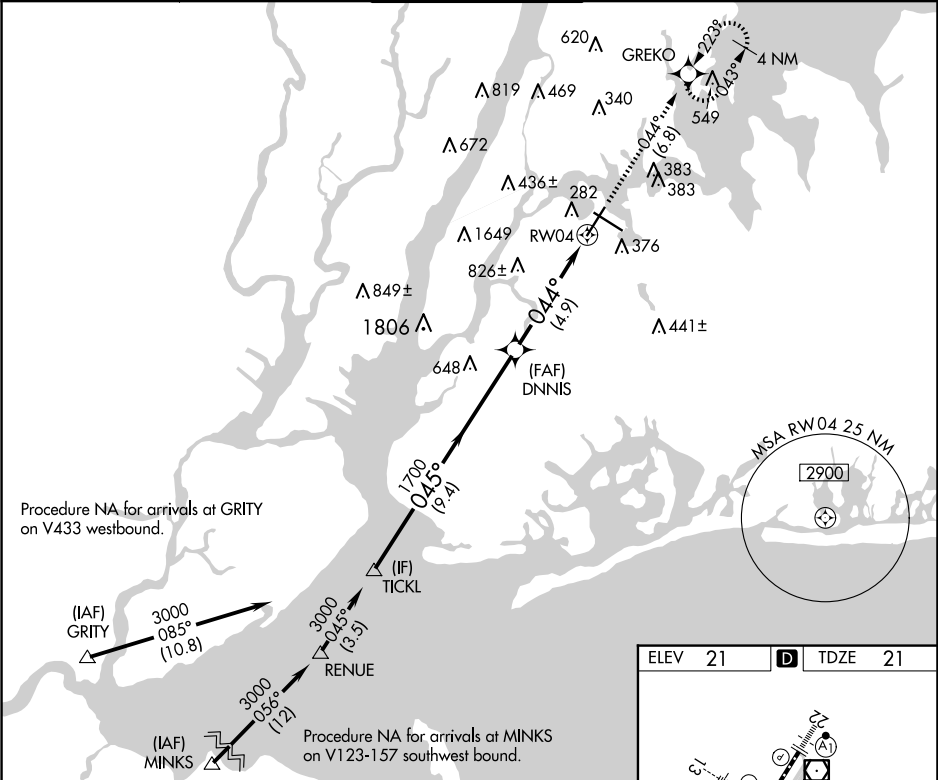 620
GREKO
223°
4 NM
043°
549
819
469
340
672
044°
(6.8)
383
383
436±
282
1649
RW04
376
826±
849±
1806
044°
(4.9)
441±
648
(FAF)
DNNIS
MSA RW04 25 NM
2900
1700
045°
(9.4)
Procedure NA for arrivals at GRITY
on V433 westbound.
(IF)
TICKL
(IAF)
GRITY
3000
085°
(10.8)
3000
045°
(3.5)
RENUE
3000
056°
(12)
(IAF)
MINKS
Procedure NA for arrivals at MINKS
on V123-157 southwest bound.
ELEV 21 D TDZE 21
22
A1
P
13